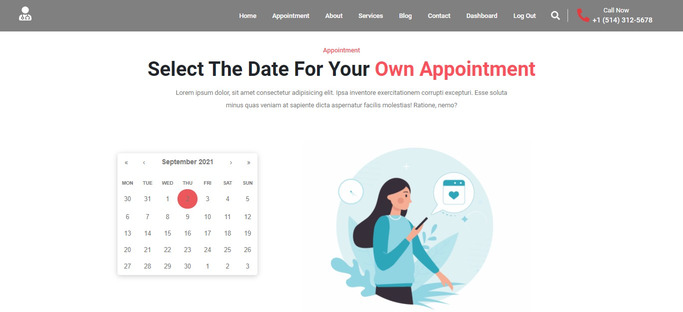 Home Appointment About Services Blog Contact Dashboard Log Out
Call Now
+1 (514) 312-5678
Appointment
Select The Date For Your Own Appointment
Lorem ipsum dolor, sit amet consectetur adipisicing elit. Ipsa inventore exercitationem corrupti excepturi. Esse soluta
minus quas veniam at sapiente dicta aspernatur facilis molestias! Ratione, nemo?
« ‹ September 2021 › »
MON TUE WED THU FRI SAT SUN
30 31 1 2 3 4 5
6 7 8 9 10 11 12
13 14 15 16 17 18 19
20 21 22 23 24 25 26
27 28 29 30 1 2 3